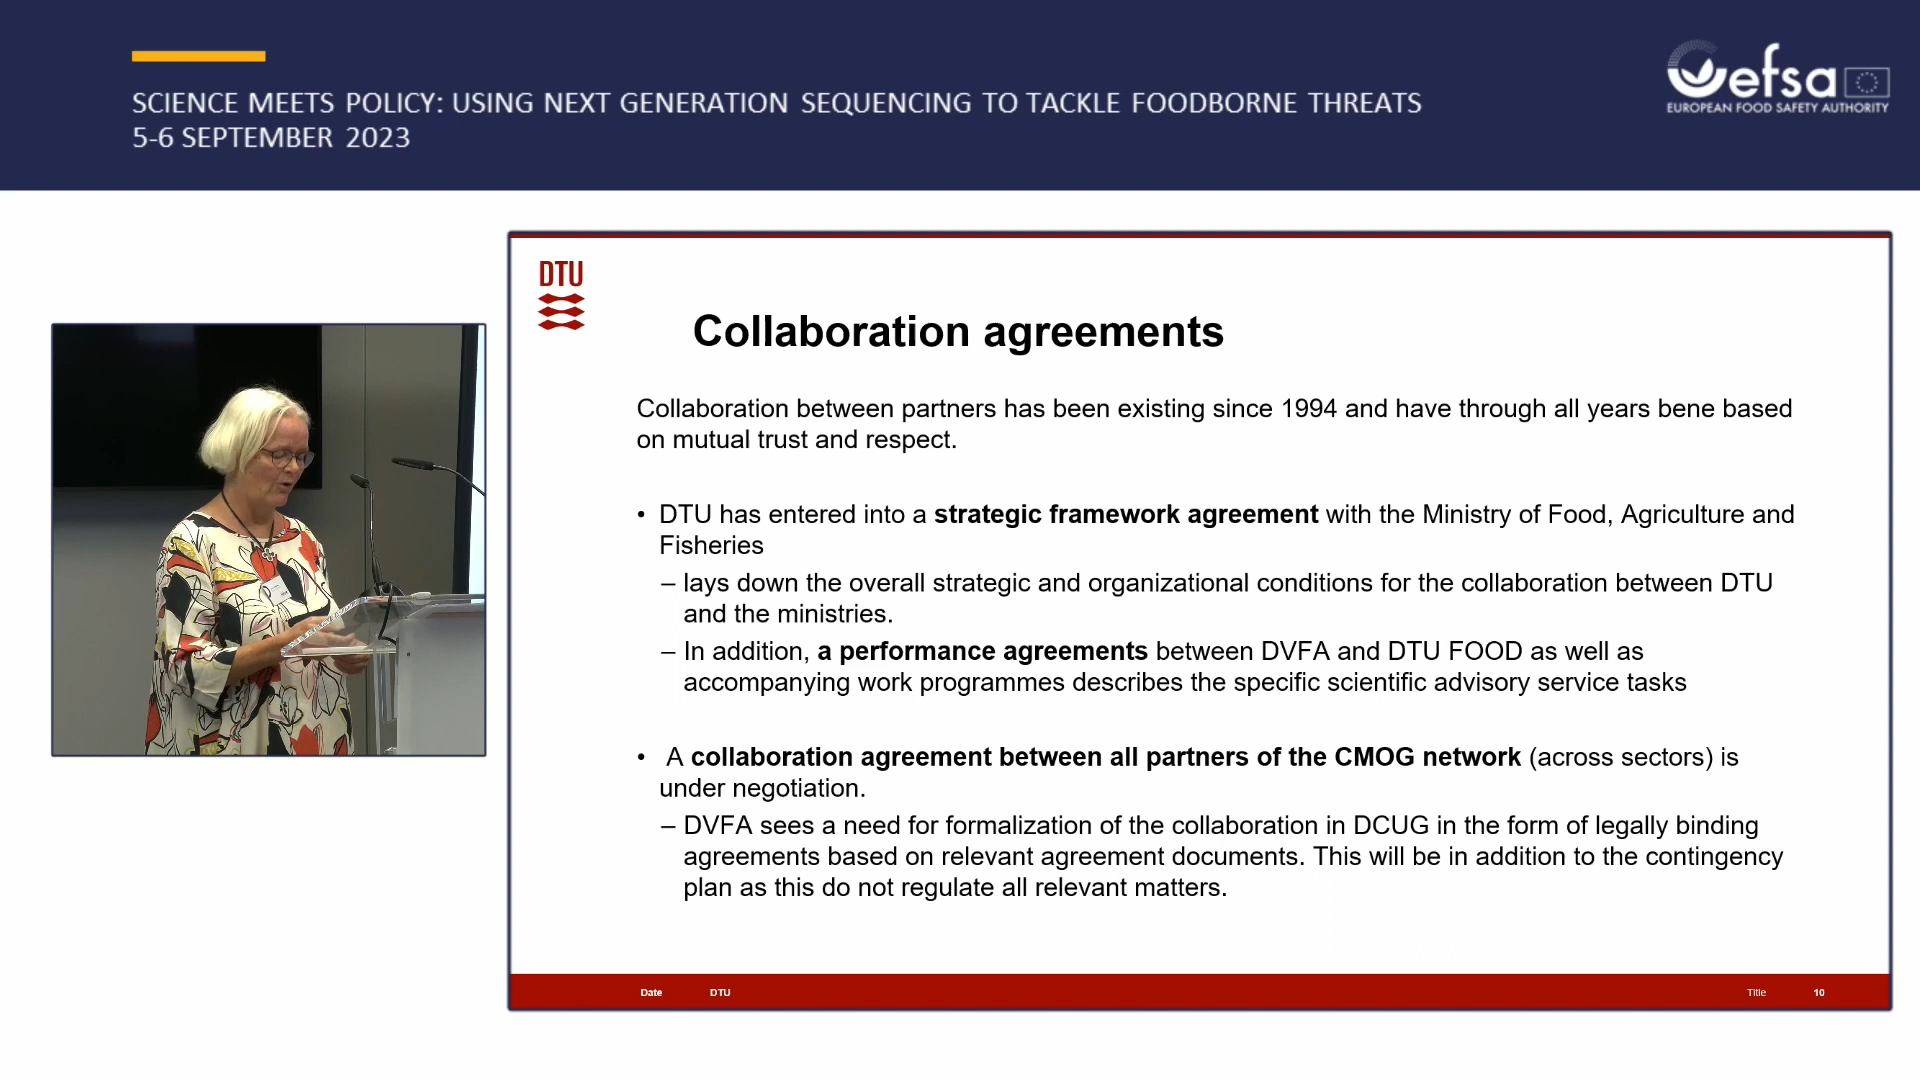 SCIENCE MEETS POLICY: USING NEXT GENERATION SEQUENCING TO TACKLE FOODBORNE THREATS
5-6 SEPTEMBER 2023
efsa
EUROPEAN FOOD SAFETY AUTHORITY
DTU
Collaboration agreements
Collaboration between partners has been existing since 1994 and have through all years bene based
on mutual trust and respect.
• DTU has entered into a strategic framework agreement with the Ministry of Food, Agriculture and
Fisheries
– lays down the overall strategic and organizational conditions for the collaboration between DTU
and the ministries.
– In addition, a performance agreements between DVFA and DTU FOOD as well as
accompanying work programmes describes the specific scientific advisory service tasks
• A collaboration agreement between all partners of the CMOG network (across sectors) is
under negotiation.
– DVFA sees a need for formalization of the collaboration in DCUG in the form of legally binding
agreements based on relevant agreement documents. This will be in addition to the contingency
plan as this do not regulate all relevant matters.
Date DTU Title 10